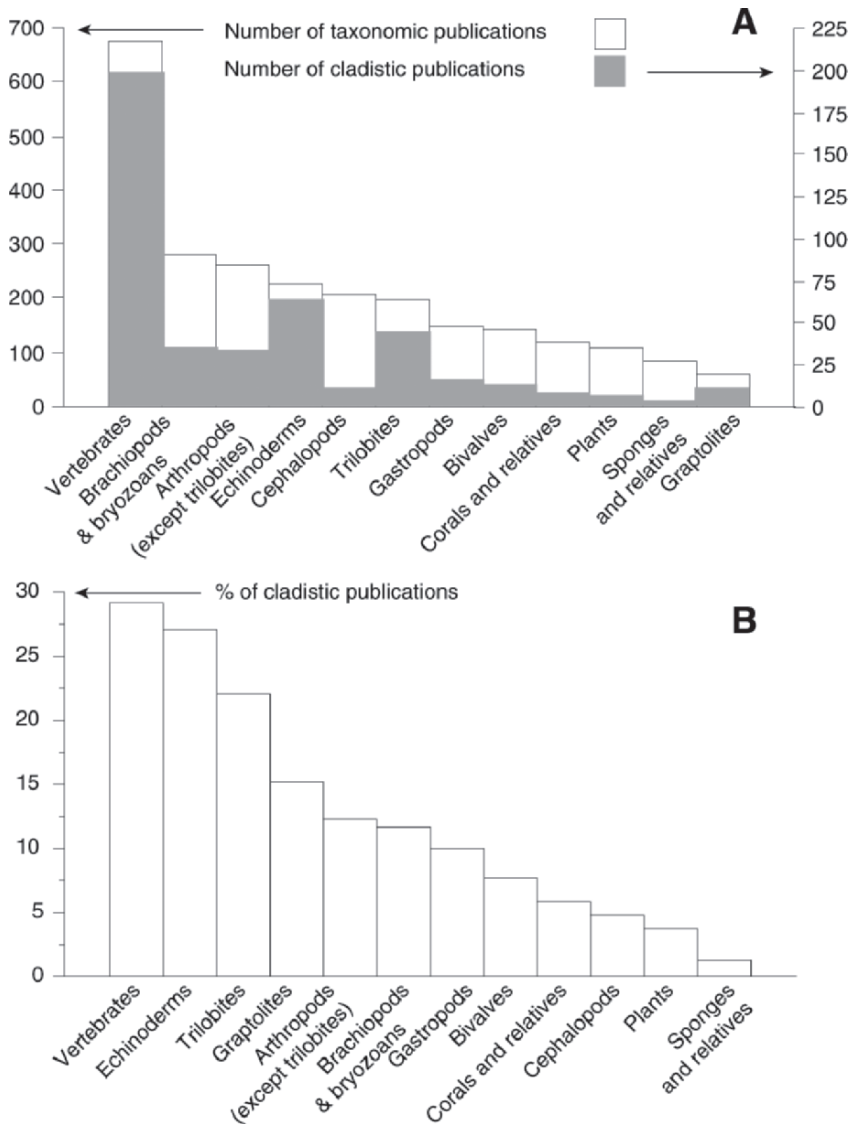 A
Number of taxonomic publications
Number of cladistic publications
700
600
500
400
300
200
100
0
225
200
175
150
125
100
75
50
25
0
Vertebrates
Brachiopods
& bryozoans
Arthropods
(except trilobites)
Echinoderms
Cephalopods
Trilobites
Gastropods
Bivalves
Corals and relatives
Plants
Sponges
and relatives
Graptolites
% of cladistic publications
B
30
25
20
15
10
5
0
Vertebrates
Echinoderms
Trilobites
Graptolites
Arthropods
(except trilobites)
Brachiopods
& bryozoans
Gastropods
Bivalves
Corals and relatives
Cephalopods
Plants
Sponges
and relatives